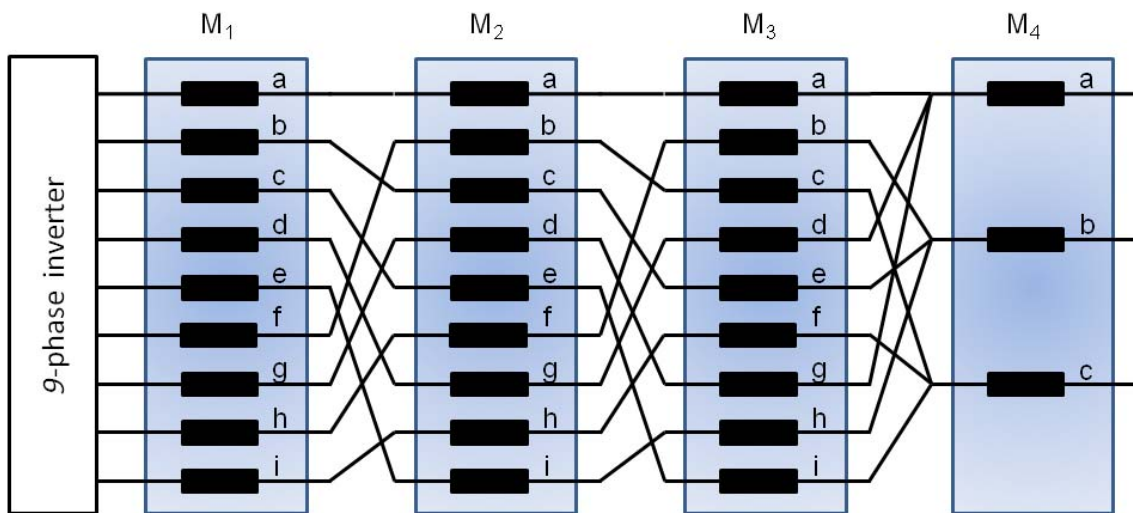 M1 M2 M3 M4
9-phase inverter
a a a a
b b b
c c c
d d d b
e e e
f f f
g g g c
h h h
i i i